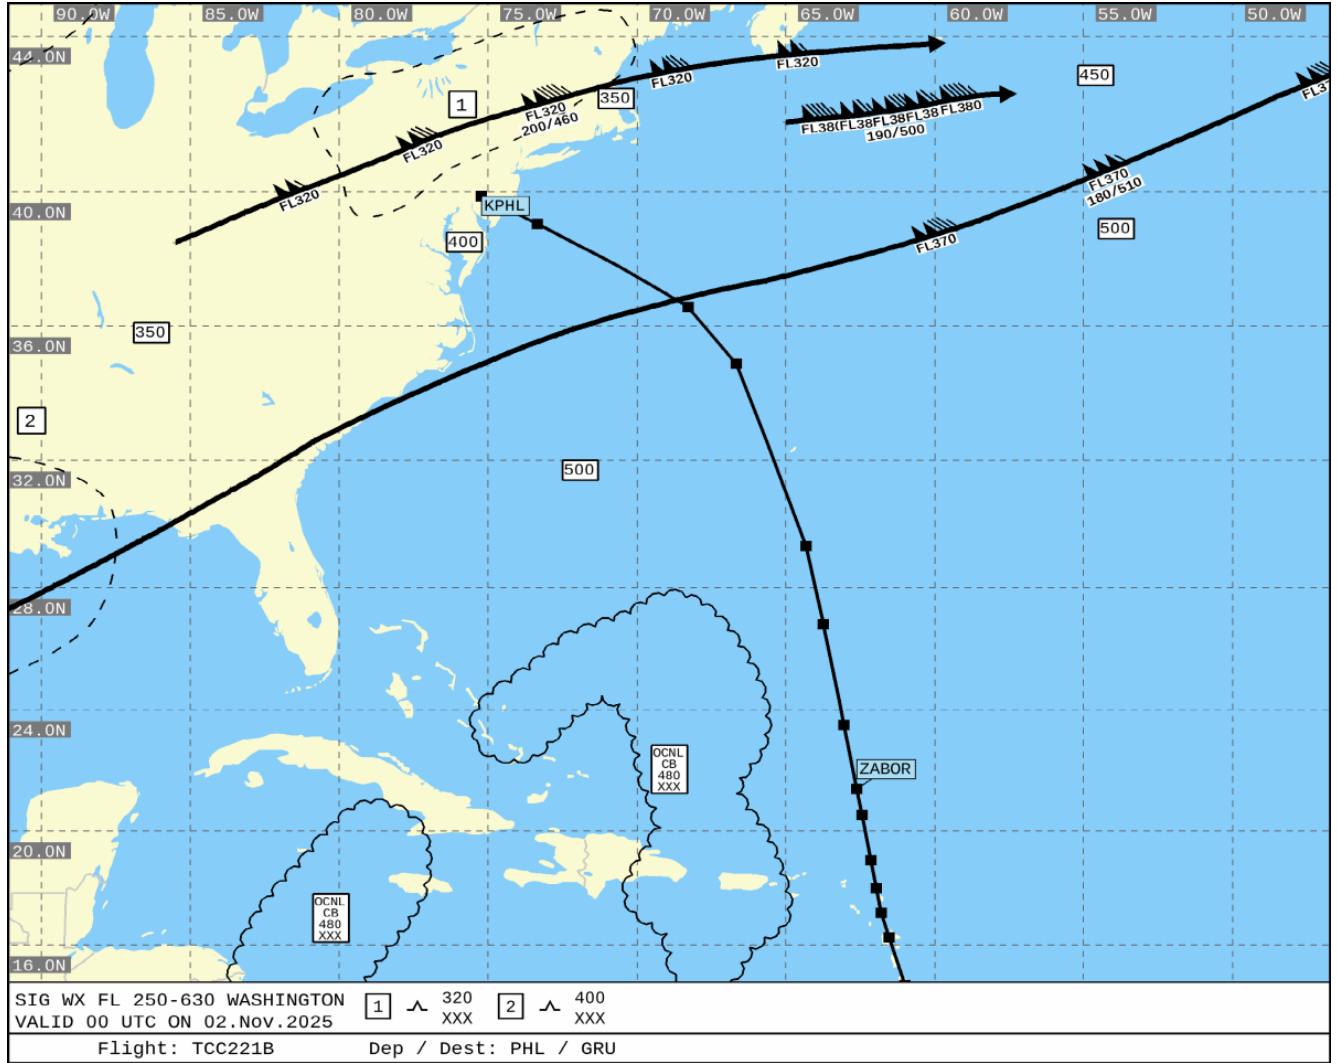 90.0W 85.0W 80.0W 75.0W 70.0W 65.0W 60.0W 55.0W 50.0W
44.0N
FL320
FL320
450
1
350
FL320
200/460
FL380
190/500
FL320
FL370
180/510
40.0N
FL320
KPHL
500
400
FL370
350
36.0N
2
500
32.0N
28.0N
24.0N
OCNL
CB
480
XXX
ZABOR
20.0N
OCNL
CB
480
XXX
16.0N
SIG WX FL 250-630 WASHINGTON
VALID 00 UTC ON 02.Nov.2025
1 320
XXX
2 400
XXX
Flight: TCC221B Dep / Dest: PHL / GRU